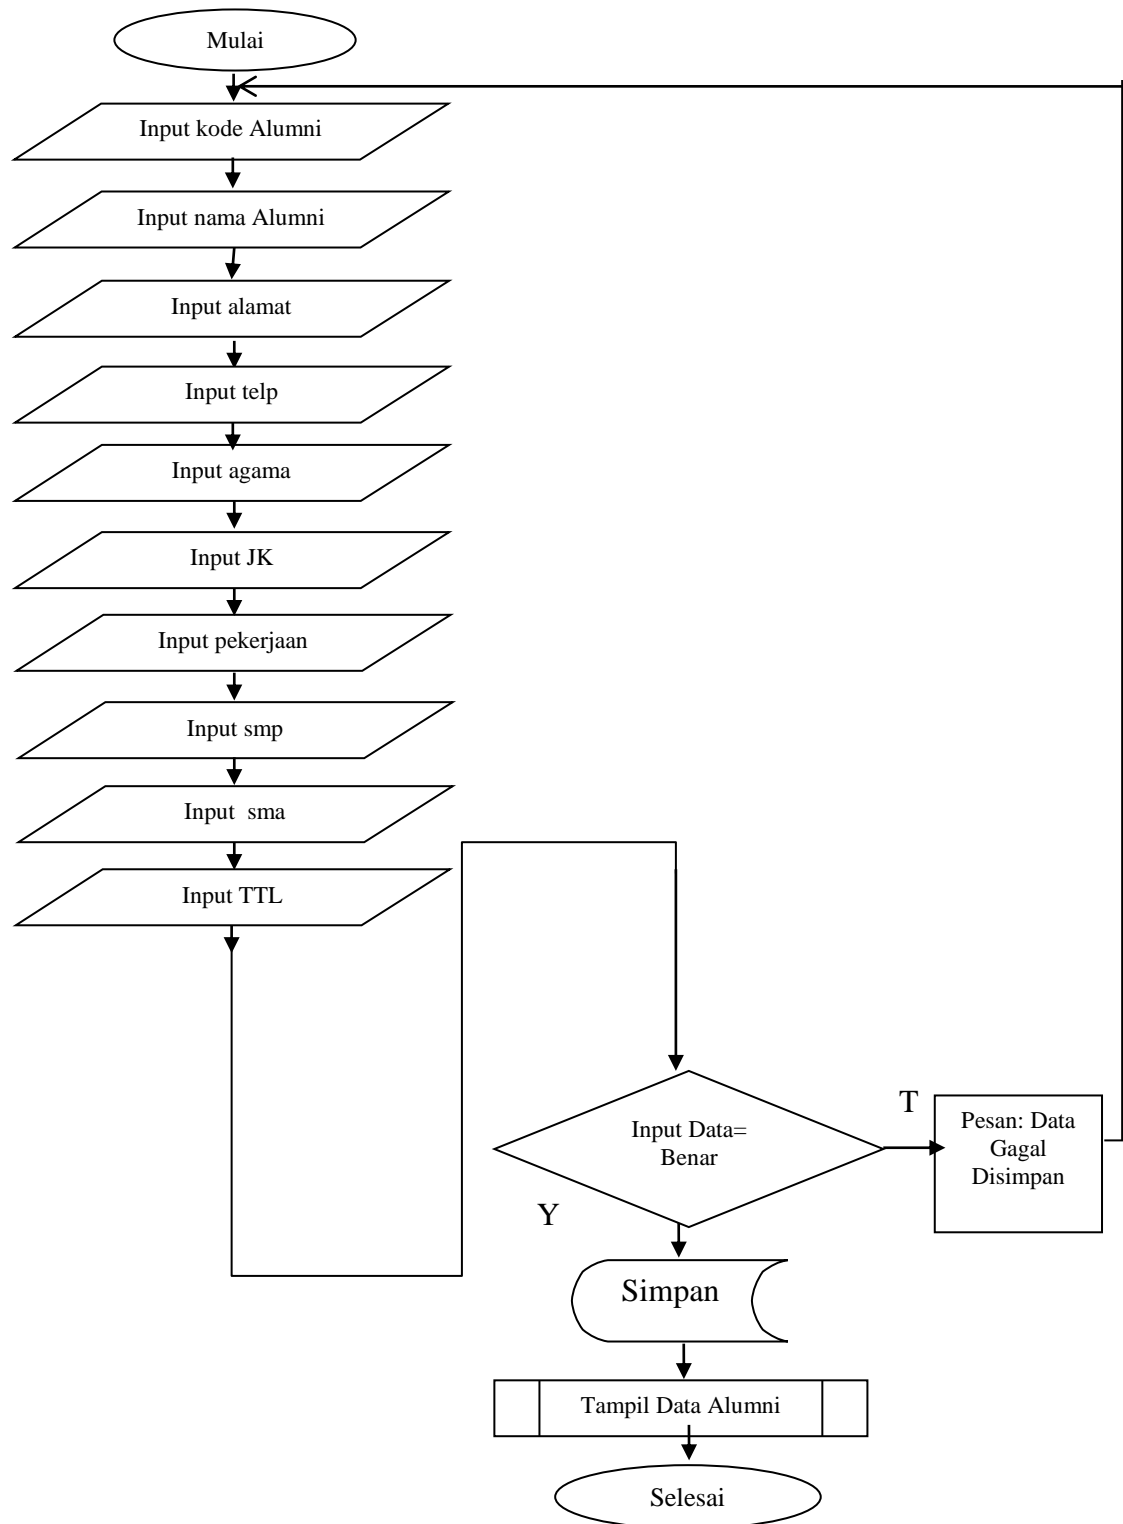 Mulai
Input kode Alumni
Input nama Alumni
Input alamat
Input telp
Input agama
Input JK
Input pekerjaan
Input smp
Input  sma
Input TTL
Input Data=
Benar
T
Pesan: Data
Gagal
Disimpan
Y
Simpan
Tampil Data Alumni
Selesai